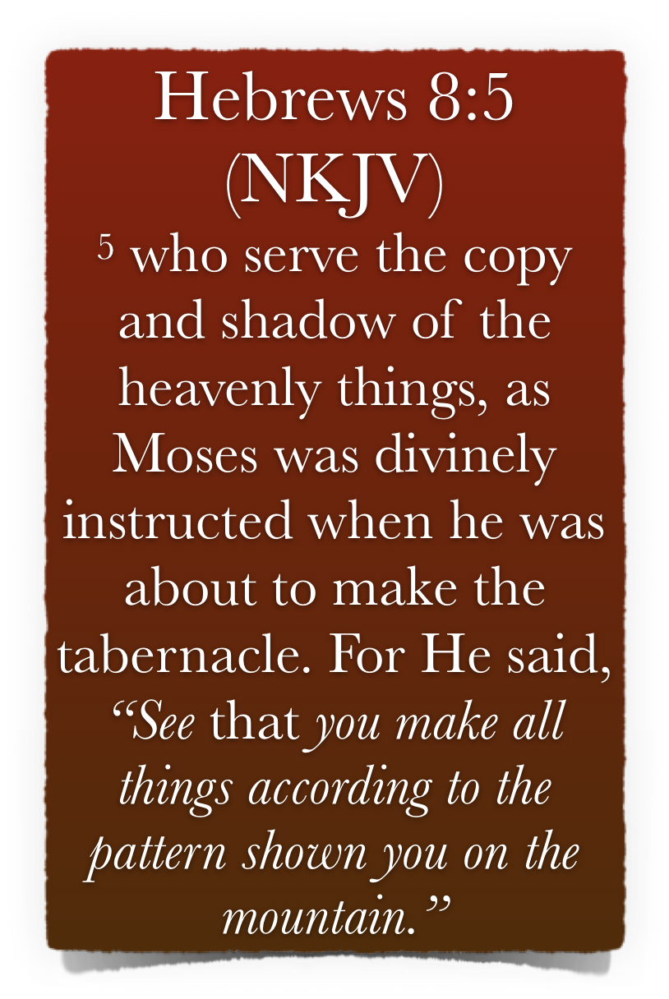 Hebrews 8:5
(NKJV)
⁵ who serve the copy
and shadow of the
heavenly things, as
Moses was divinely
instructed when he was
about to make the
tabernacle. For He said,
“See that you make all
things according to the
pattern shown you on the
mountain.”